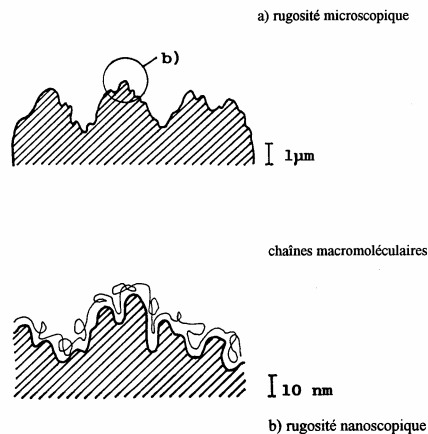 a) rugosité microscopique
b)
1µm
chaînes macromoléculaires
10 nm
b) rugosité nanoscopique